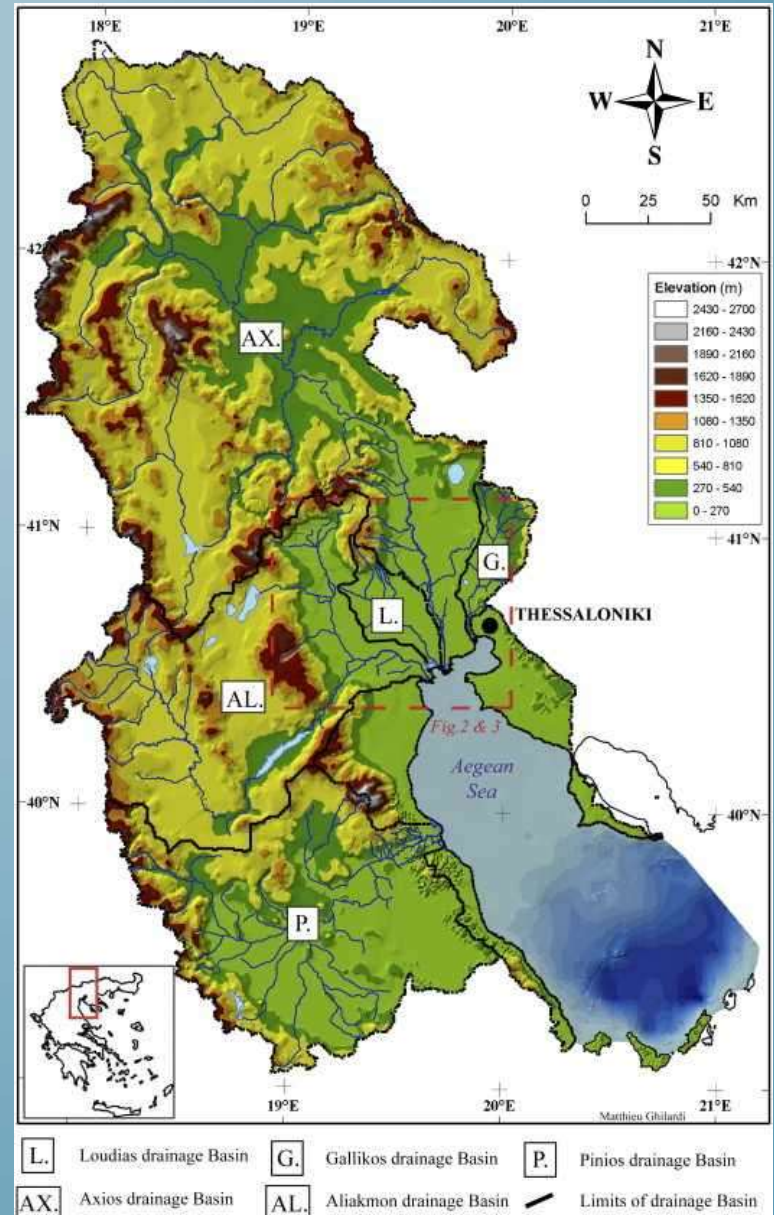 18°E 19°E 20°E 21°E
N
W E
S
0 25 50 Km
42°N
Elevation (m)
2430 - 2700
2160 - 2430
1890 - 2160
1620 - 1890
1350 - 1620
1080 - 1350
810 - 1080
540 - 810
270 - 540
0 - 270
AX.
41°N 41°N
G.
L.
THESSALONIKI
AL.
Fig.2 & 3
Aegean
Sea
40°N 40°N
P.
19°E 20°E 21°E
Matthieu Ghilardi
L. Loudias drainage Basin G. Gallikos drainage Basin P. Pinios drainage Basin
AX. Axios drainage Basin AL. Aliakmon drainage Basin Limits of drainage Basin